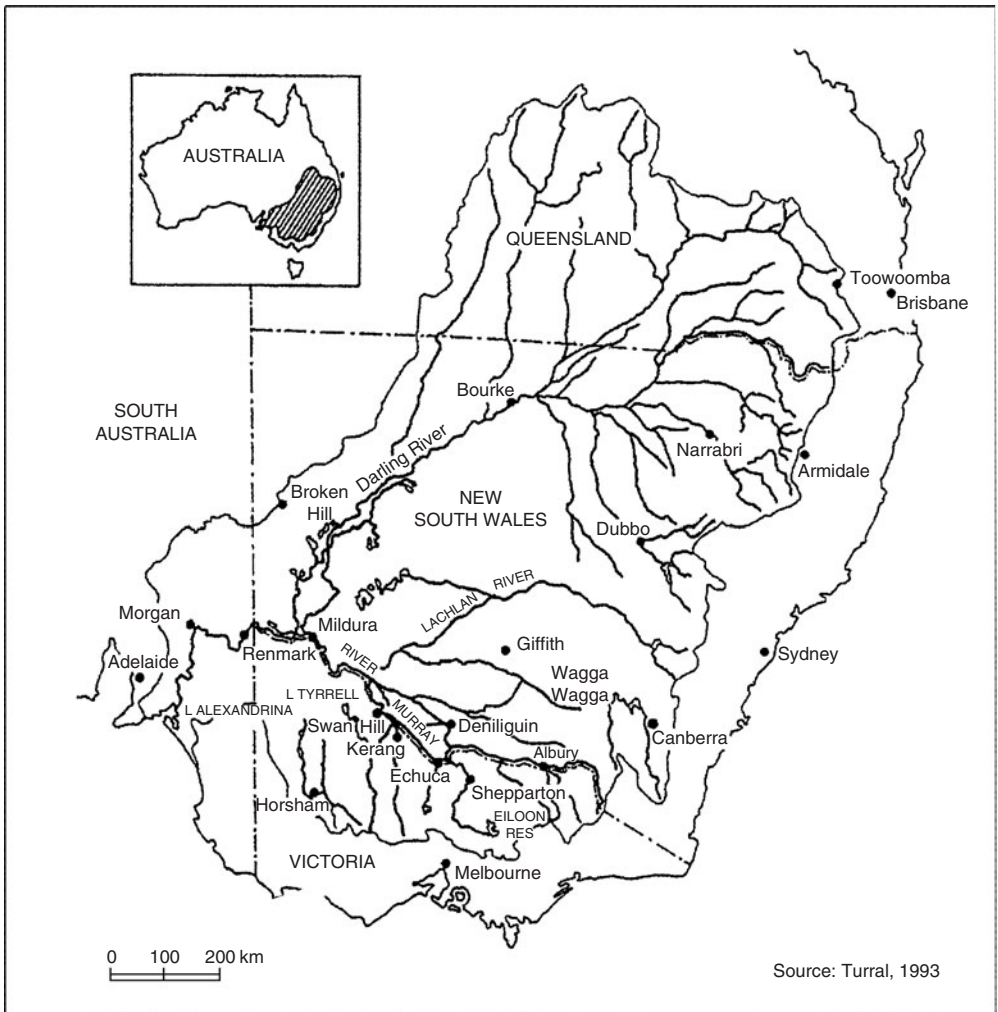 AUSTRALIA
QUEENSLAND
Toowoomba
Brisbane
Bourke
SOUTH
AUSTRALIA
Darling River
Narrabri
Armidale
Broken
Hill
NEW
SOUTH WALES
Dubbo
LACHLAN RIVER
Morgan
Mildura
Renmark
Adelaide
Giffith
Sydney
RIVER
MURRAY
Wagga
Wagga
L TYRRELL
L ALEXANDRINA
Swan Hill
Deniliguin
Canberra
Kerang
Albury
Echuca
Shepparton
Horsham
EILOON
RES
VICTORIA
Melbourne
0 100 200 km
Source: Turral, 1993